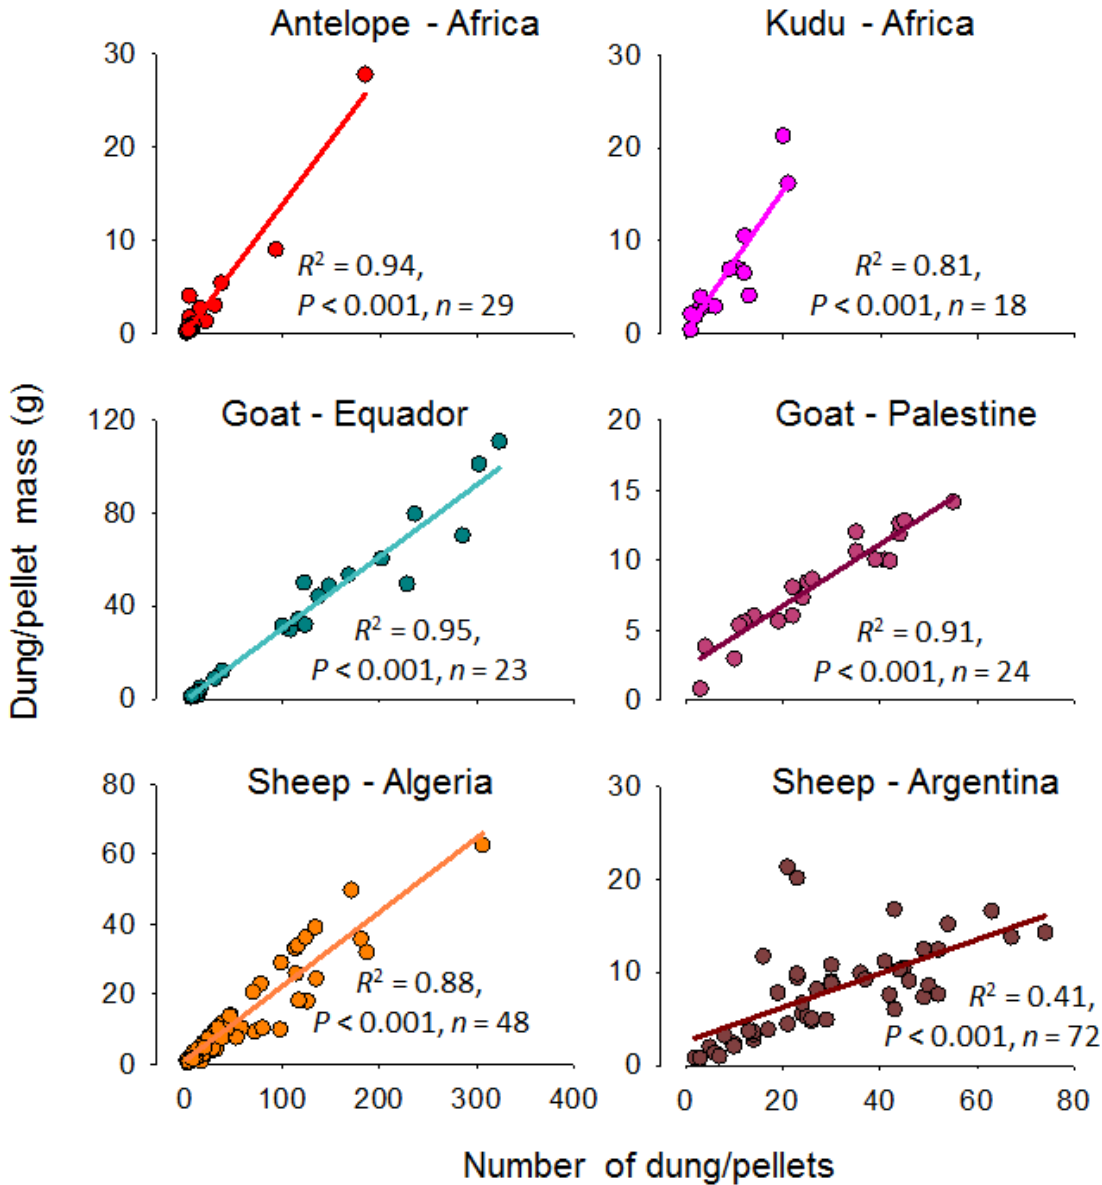 Antelope - Africa
Kudu - Africa
30
20
10
0
R² = 0.94,
P < 0.001, n = 29
30
20
10
0
R² = 0.81,
P < 0.001, n = 18
Dung/pellet mass (g)
Goat - Equador
Goat - Palestine
120
80
40
0
R² = 0.95,
P < 0.001, n = 23
20
15
10
5
0
R² = 0.91,
P < 0.001, n = 24
Sheep - Algeria
Sheep - Argentina
80
60
40
20
0
R² = 0.88,
P < 0.001, n = 48
30
20
10
0
R² = 0.41,
P < 0.001, n = 72
0 100 200 300 400
0 20 40 60 80
Number of dung/pellets